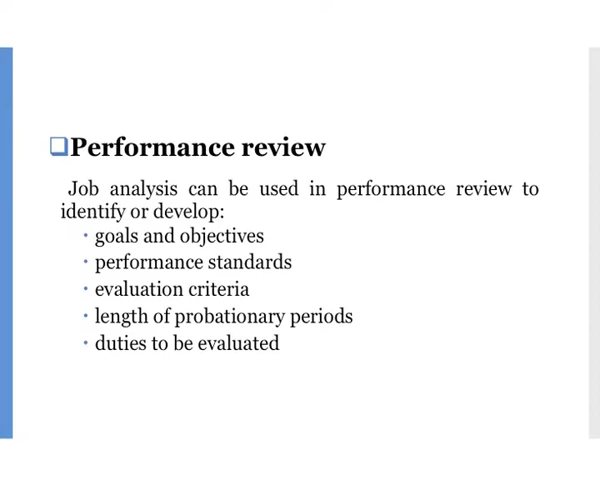 Performance review
Job analysis can be used in performance review to
identify or develop:
• goals and objectives
• performance standards
• evaluation criteria
• length of probationary periods
• duties to be evaluated